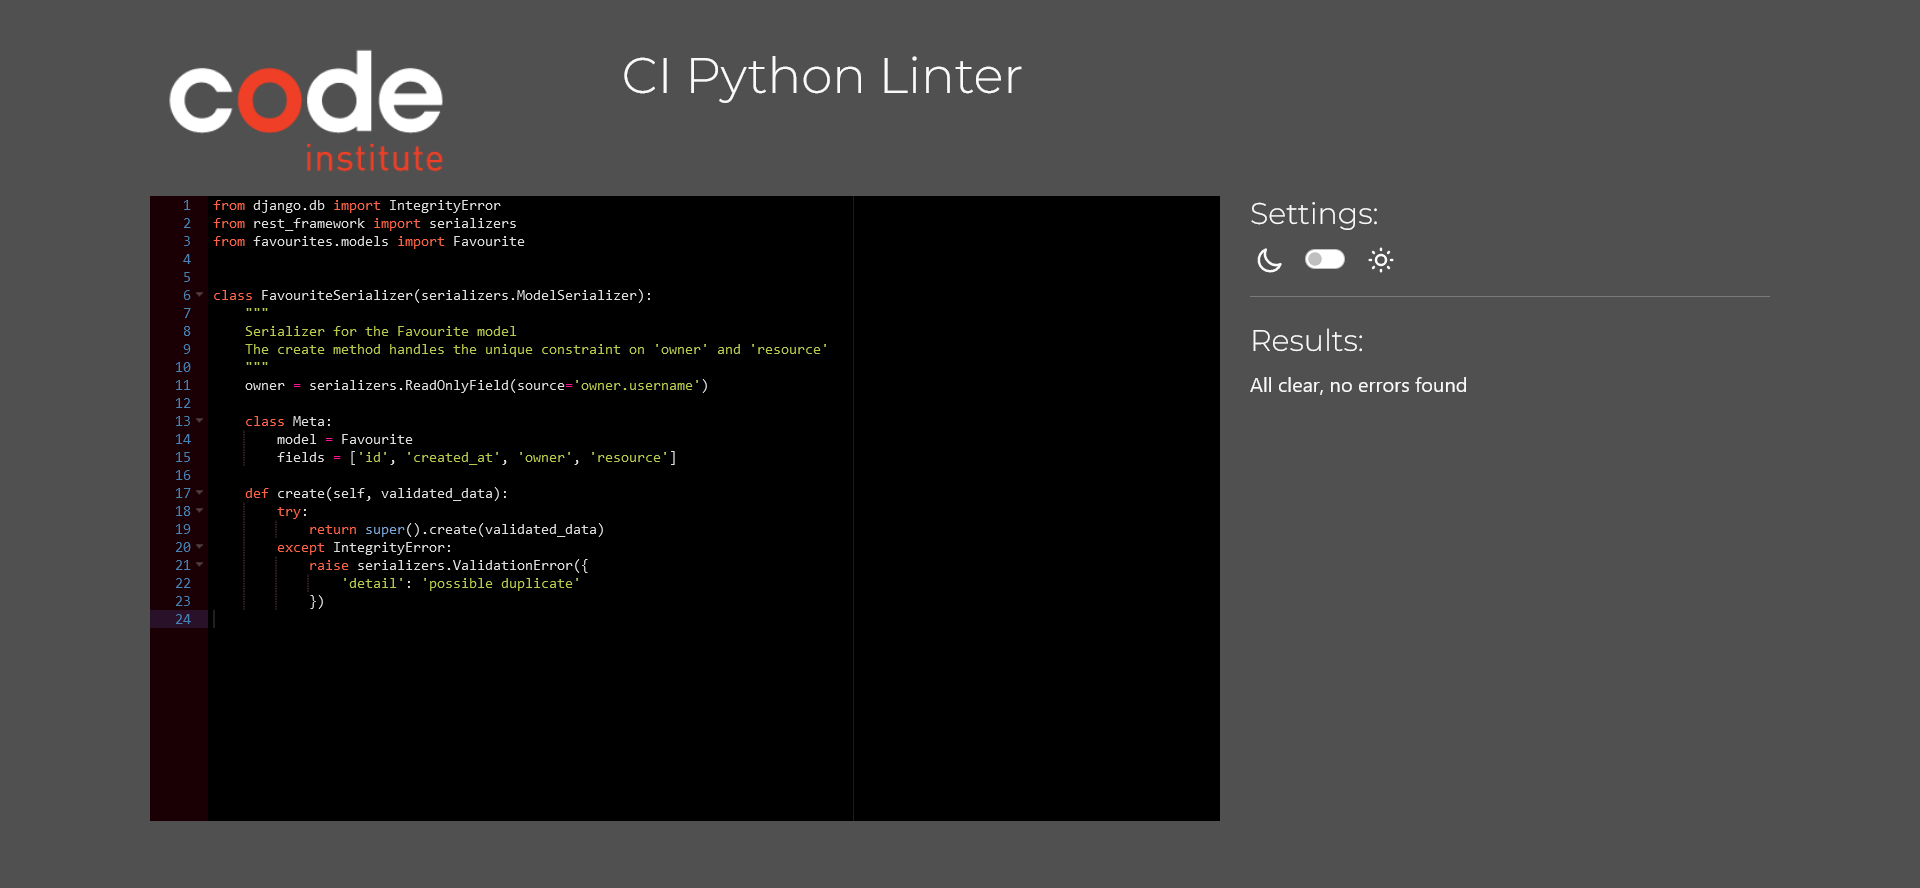 code
institute
CI Python Linter
1 from django.db import IntegrityError
2 from rest_framework import serializers
3 from favourites.models import Favourite
4
5
6 class FavouriteSerializer(serializers.ModelSerializer):
7     """
8     Serializer for the Favourite model
9     The create method handles the unique constraint on 'owner' and 'resource'
10     """
11     owner = serializers.ReadOnlyField(source='owner.username')
12
13     class Meta:
14         model = Favourite
15         fields = ['id', 'created_at', 'owner', 'resource']
16
17     def create(self, validated_data):
18         try:
19             return super().create(validated_data)
20         except IntegrityError:
21             raise serializers.ValidationError({
22                 'detail': 'possible duplicate'
23             })
24
Settings:
Results:
All clear, no errors found